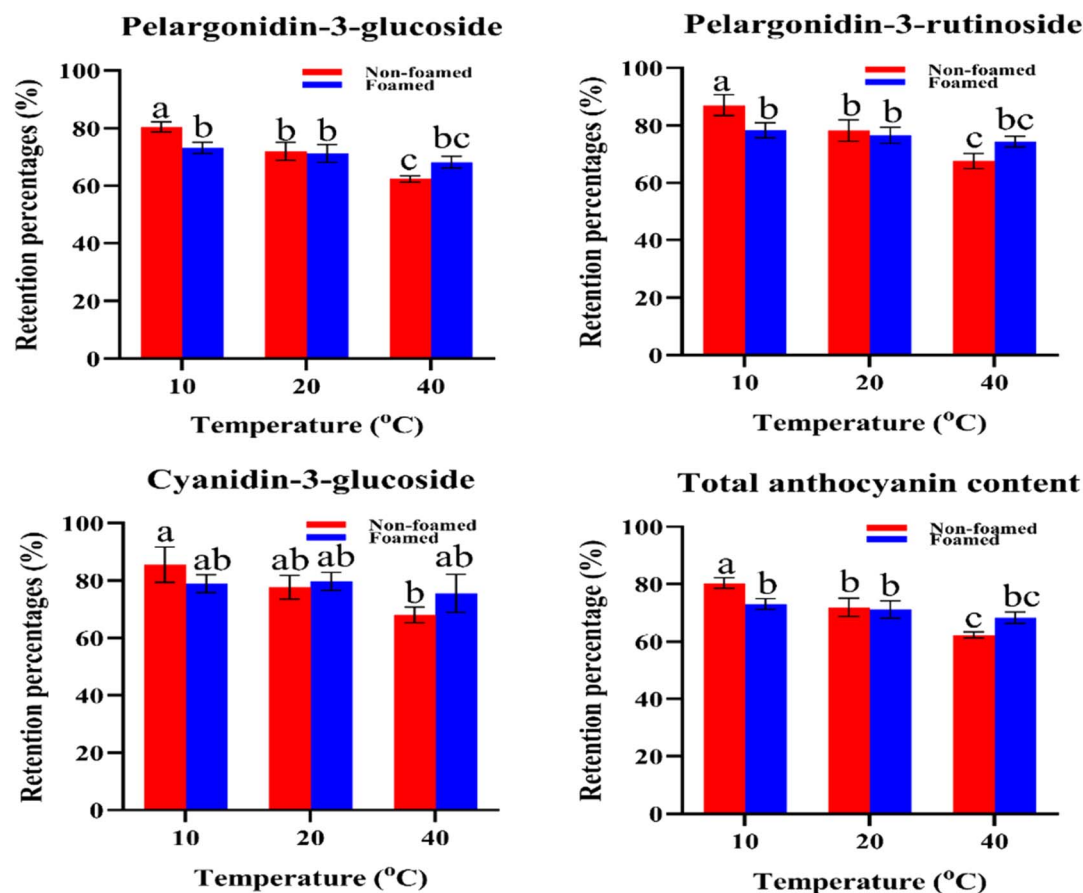 Pelargonidin-3-glucoside
Retention percentages (%)
100
80
60
40
20
0
Non-foamed
Foamed
a
b
b
b
c
bc
10
20
40
Temperature (°C)
Pelargonidin-3-rutinoside
Retention percentages (%)
100
80
60
40
20
0
Non-foamed
Foamed
a
b
b
b
c
bc
10
20
40
Temperature (°C)
Cyanidin-3-glucoside
Retention percentages (%)
100
80
60
40
20
0
Non-foamed
Foamed
a
ab
ab
ab
b
ab
10
20
40
Temperature (°C)
Total anthocyanin content
Retention percentage (%)
100
80
60
40
20
0
Non-foamed
Foamed
a
b
b
b
c
bc
10
20
40
Temperature (°C)